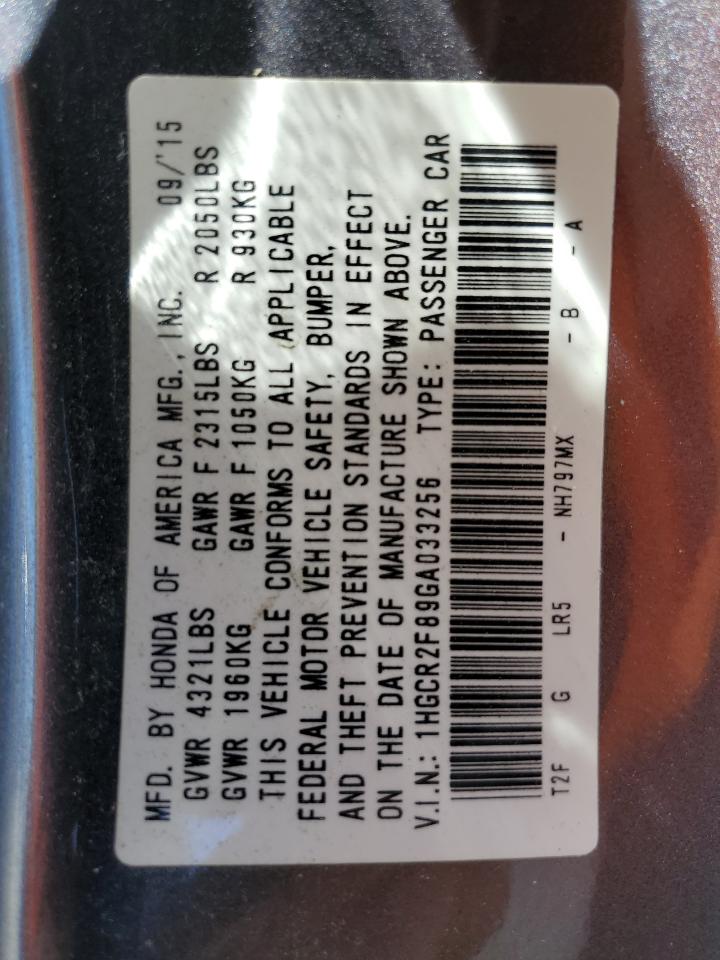 MFD. BY HONDA OF AMERICA MFG., INC. 09/'15
GVWR 4321LBS GAWR F 2315LBS R 2050LBS
GVWR 1960KG GAWR F 1050KG R 930KG
THIS VEHICLE CONFORMS TO ALL APPLICABLE
FEDERAL MOTOR VEHICLE SAFETY, BUMPER,
AND THEFT PREVENTION STANDARDS IN EFFECT
ON THE DATE OF MANUFACTURE SHOWN ABOVE.
V.I.N.: 1HGCR2F89GA033256 TYPE: PASSENGER CAR
T2F G LR5 - NH797MX - B - A